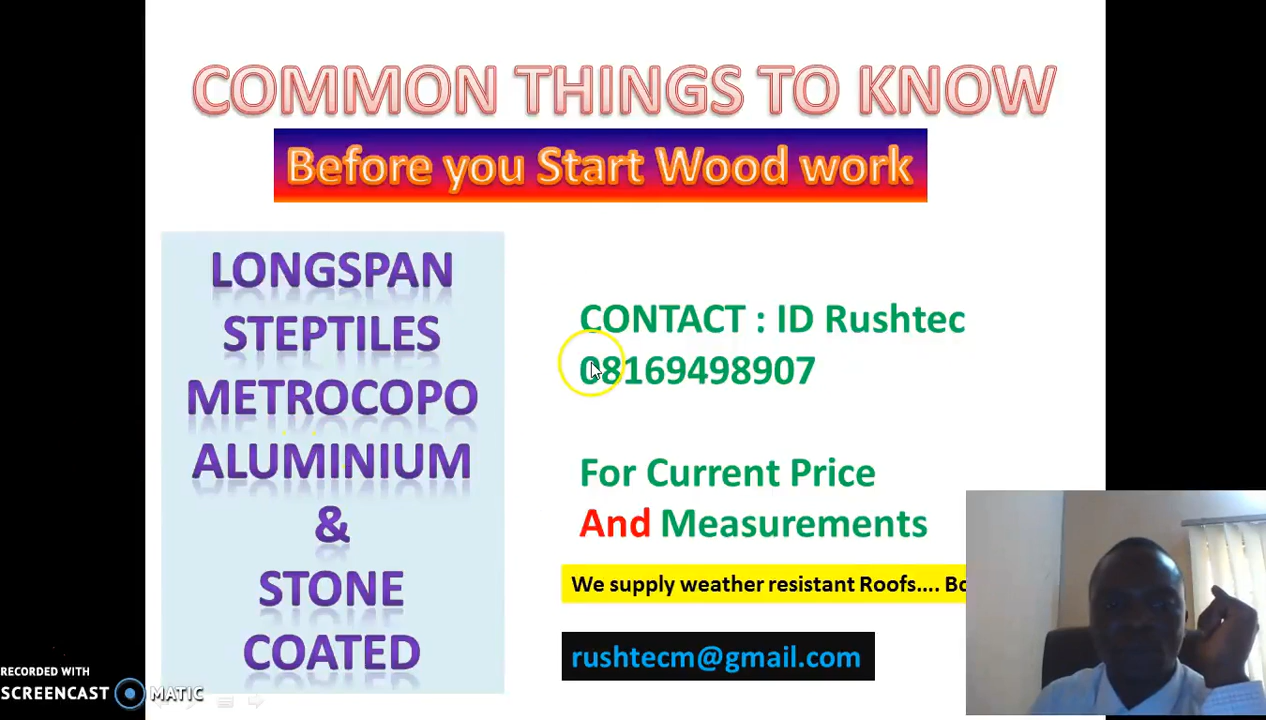 COMMON THINGS TO KNOW
Before you Start Wood work
LONGSPAN
STEPTILES
METROCOPO
ALUMINIUM
&
STONE
COATED
CONTACT : ID Rushtec
08169498907
For Current Price
And Measurements
We supply weather resistant Roofs....
rushtecm@gmail.com
RECORDED WITH
SCREENCAST MATIC